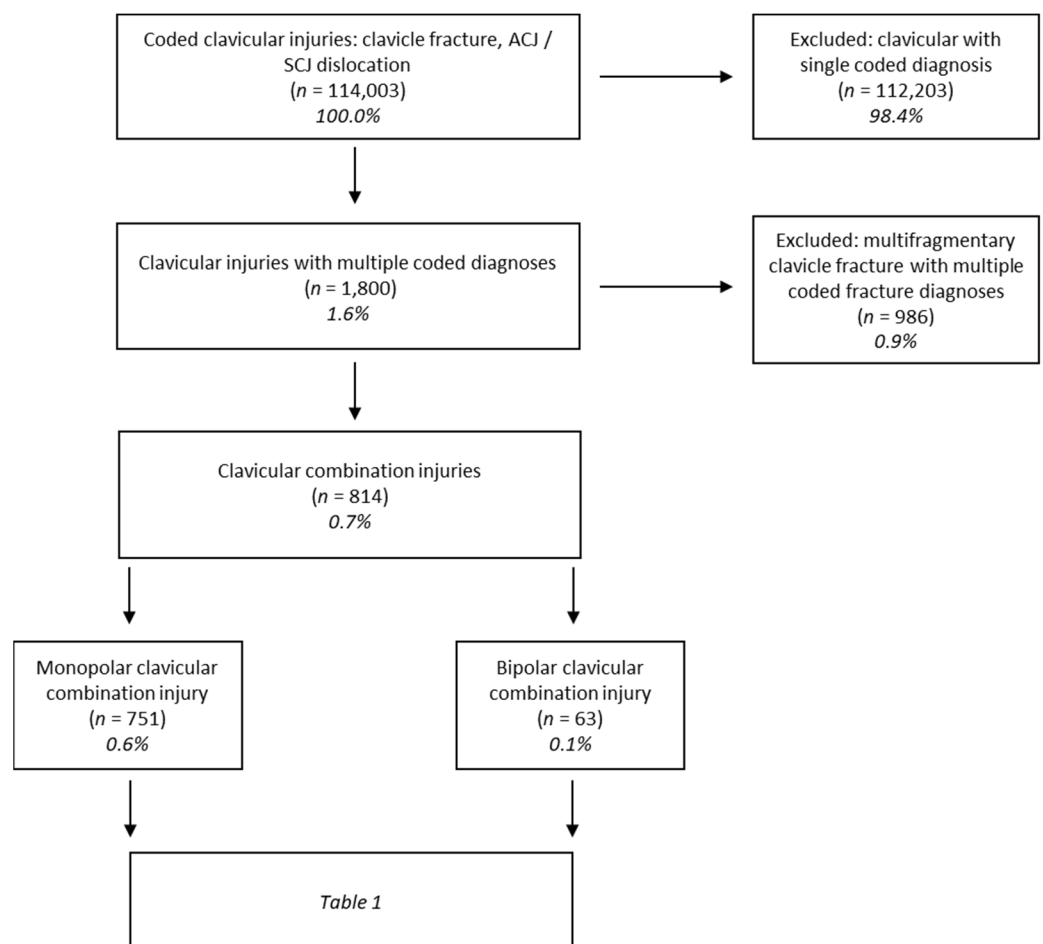 Coded clavicular injuries: clavicle fracture, ACJ /
SCJ dislocation
(n = 114,003)
100.0%
Excluded: clavicular with
single coded diagnosis
(n = 112,203)
98.4%
Clavicular injuries with multiple coded diagnoses
(n = 1,800)
1.6%
Excluded: multifragmentary
clavicle fracture with multiple
coded fracture diagnoses
(n = 986)
0.9%
Clavicular combination injuries
(n = 814)
0.7%
Monopolar clavicular
combination injury
(n = 751)
0.6%
Bipolar clavicular
combination injury
(n = 63)
0.1%
Table 1